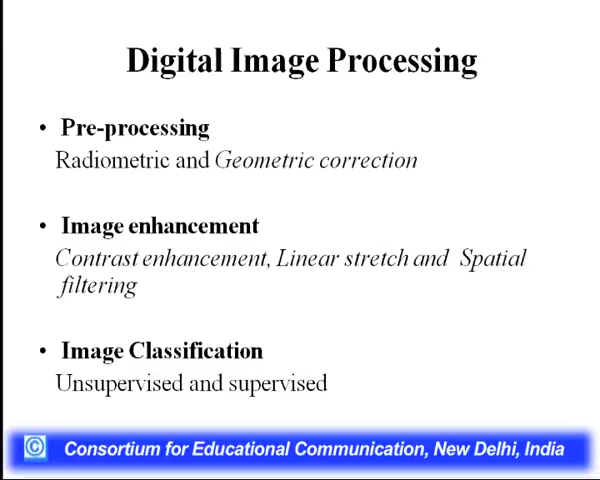 Digital Image Processing
• Pre-processing
Radiometric and Geometric correction
• Image enhancement
Contrast enhancement, Linear stretch and Spatial
filtering
• Image Classification
Unsupervised and supervised
© Consortium for Educational Communication, New Delhi, India